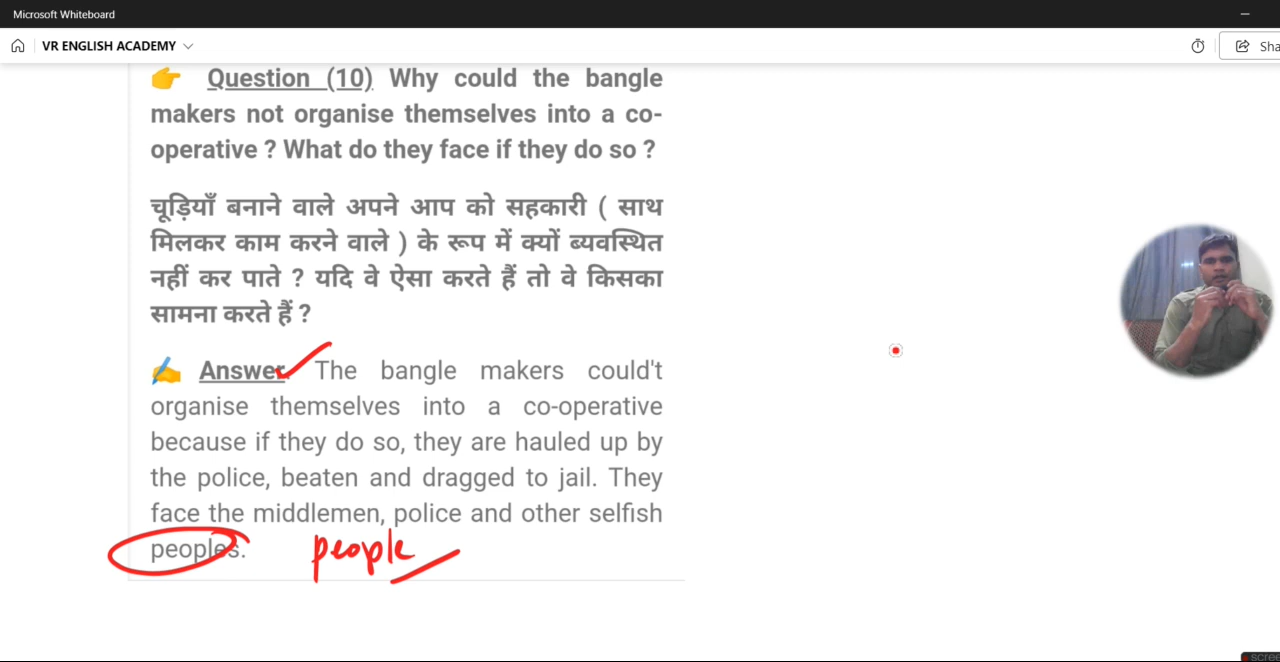 Microsoft Whiteboard
VR ENGLISH ACADEMY
Sha
👉 Question (10) Why could the bangle
makers not organise themselves into a co-
operative ? What do they face if they do so ?
चूड़ियाँ बनाने वाले अपने आप को सहकारी ( साथ
मिलकर काम करने वाले ) के रूप में क्यों ब्यवस्थित
नहीं कर पाते ? यदि वे ऐसा करते हैं तो वे किसका
सामना करते हैं ?
✍️ Answer. The bangle makers could't
organise themselves into a co-operative
because if they do so, they are hauled up by
the police, beaten and dragged to jail. They
face the middlemen, police and other selfish
peoples. people